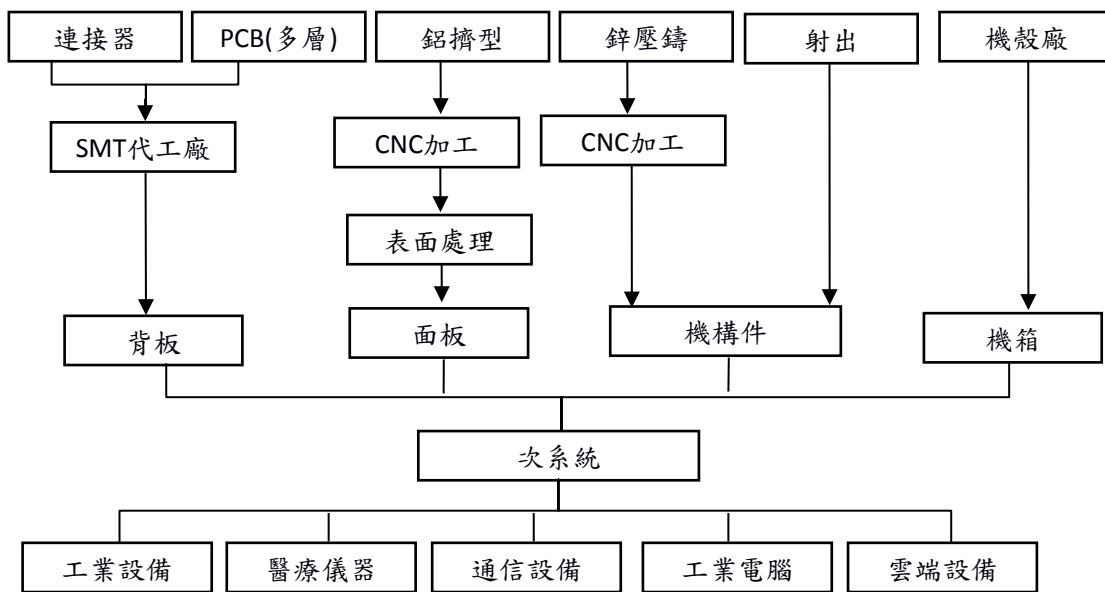 連接器
PCB(多層)
鋁擠型
鋅壓鑄
射出
機殼廠
SMT代工廠
CNC加工
CNC加工
表面處理
背板
面板
機構件
機箱
次系統
工業設備
醫療儀器
通信設備
工業電腦
雲端設備